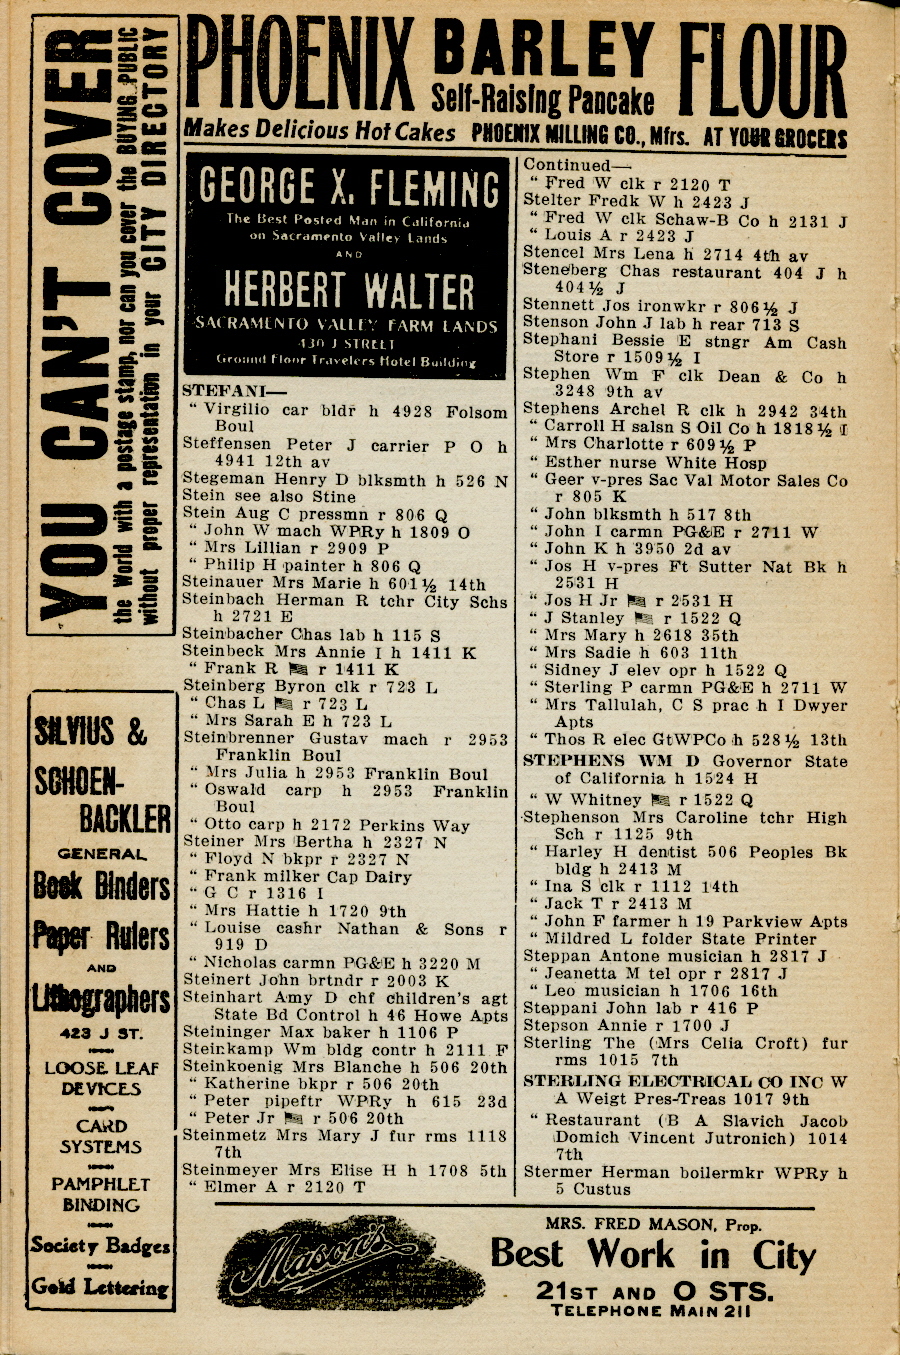 PHOENIX BARLEY FLOUR
Self-Raising Pancake
Makes Delicious Hot Cakes PHOENIX MILLING CO., Mfrs. AT YOUR GROCERS
YOU CAN'T COVER
the World with a postage stamp, nor can you cover the BUYING PUBLIC
without proper representation in your CITY DIRECTORY
SILVIUS &
SCHOEN-
BACKLER
GENERAL
Book Binders
Paper Rulers
AND
Lithographers
423 J ST.
LOOSE LEAF
DEVICES
CARD
SYSTEMS
PAMPHLET
BINDING
Society Badges
Gold Lettering
GEORGE X. FLEMING
The Best Posted Man in California
on Sacramento Valley Lands
AND
HERBERT WALTER
SACRAMENTO VALLEY FARM LANDS
430 J STREET
Ground Floor Travelers Hotel Building
STEFANI—
“ Virgilio car bldr h 4928 Folsom
Boul
Steffensen Peter J carrier P O h
4941 12th av
Stegeman Henry D blksmth h 526 N
Stein see also Stine
Stein Aug C pressmn r 806 Q
“ John W mach WPRy h 1809 O
“ Mrs Lillian r 2909 P
“ Philip H painter h 806 Q
Steinauer Mrs Marie h 601½ 14th
Steinbach Herman R tchr City Schs
h 2721 E
Steinbacher Chas lab h 115 S
Steinbeck Mrs Annie I h 1411 K
“ Frank R r 1411 K
Steinberg Byron clk r 723 L
“ Chas L r 723 L
“ Mrs Sarah E h 723 L
Steinbrenner Gustav mach r 2953
Franklin Boul
“ Mrs Julia h 2953 Franklin Boul
“ Oswald carp h 2953 Franklin
Boul
“ Otto carp h 2172 Perkins Way
Steiner Mrs Bertha h 2327 N
“ Floyd N bkpr r 2327 N
“ Frank milker Cap Dairy
“ G C r 1316 I
“ Mrs Hattie h 1720 9th
“ Louise cashr Nathan & Sons r
919 D
“ Nicholas carmn PG&E h 3220 M
Steinert John brtndr r 2003 K
Steinhart Amy D chf children's agt
State Bd Control h 46 Howe Apts
Steininger Max baker h 1106 P
Steinkamp Wm bldg contr h 2111 F
Steinkoenig Mrs Blanche h 506 20th
“ Katherine bkpr r 506 20th
“ Peter pipeftr WPRy h 615 23d
“ Peter Jr r 506 20th
Steinmetz Mrs Mary J fur rms 1118
7th
Steinmeyer Mrs Elise H h 1708 5th
“ Elmer A r 2120 T
Continued—
“ Fred W clk r 2120 T
Stelter Fredk W h 2423 J
“ Fred W clk Schaw-B Co h 2131 J
“ Louis A r 2423 J
Stencel Mrs Lena h 2714 4th av
Steneberg Chas restaurant 404 J h
404½ J
Stennett Jos ironwkr r 806½ J
Stenson John J lab h rear 713 S
Stephani Bessie E stngr Am Cash
Store r 1509½ I
Stephen Wm F clk Dean & Co h
3248 9th av
Stephens Archel R clk h 2942 34th
“ Carroll H salsn S Oil Co h 1818½ I
“ Mrs Charlotte r 609½ P
“ Esther nurse White Hosp
“ Geer v-pres Sac Val Motor Sales Co
r 805 K
“ John blksmth h 517 8th
“ John I carmn PG&E r 2711 W
“ John K h 3950 2d av
“ Jos H v-pres Ft Sutter Nat Bk h
2531 H
“ Jos H Jr r 2531 H
“ J Stanley r 1522 Q
“ Mrs Mary h 2618 35th
“ Mrs Sadie h 603 11th
“ Sidney J elev opr h 1522 Q
“ Sterling P carmn PG&E h 2711 W
“ Mrs Tallulah, C S prac h I Dwyer
Apts
“ Thos R elec GtWPCo h 528½ 13th
STEPHENS WM D Governor State
of California h 1524 H
“ W Whitney r 1522 Q
Stephenson Mrs Caroline tchr High
Sch r 1125 9th
“ Harley H dentist 506 Peoples Bk
bldg h 2413 M
“ Ina S clk r 1112 14th
“ Jack T r 2413 M
“ John F farmer h 19 Parkview Apts
“ Mildred L folder State Printer
Steppan Antone musician h 2817 J
“ Jeanetta M tel opr r 2817 J
“ Leo musician h 1706 16th
Steppani John lab r 416 P
Stepson Annie r 1700 J
Sterling The (Mrs Celia Croft) fur
rms 1015 7th
STERLING ELECTRICAL CO INC W
A Weigt Pres-Treas 1017 9th
“ Restaurant (B A Slavich Jacob
Domich Vincent Jutronich) 1014
7th
Stermer Herman boilermkr WPRy h
5 Custus
Mason's
MRS. FRED MASON, Prop.
Best Work in City
21ST AND O STS.
TELEPHONE MAIN 211